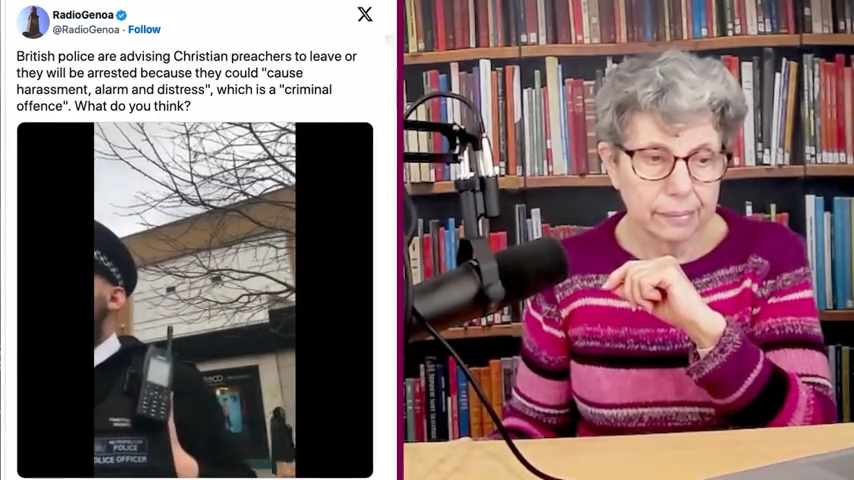 RadioGenoa
@RadioGenoa · Follow
British police are advising Christian preachers to leave or
they will be arrested because they could "cause
harassment, alarm and distress", which is a "criminal
offence". What do you think?
METROPOLITAN
POLICE
POLICE OFFICER